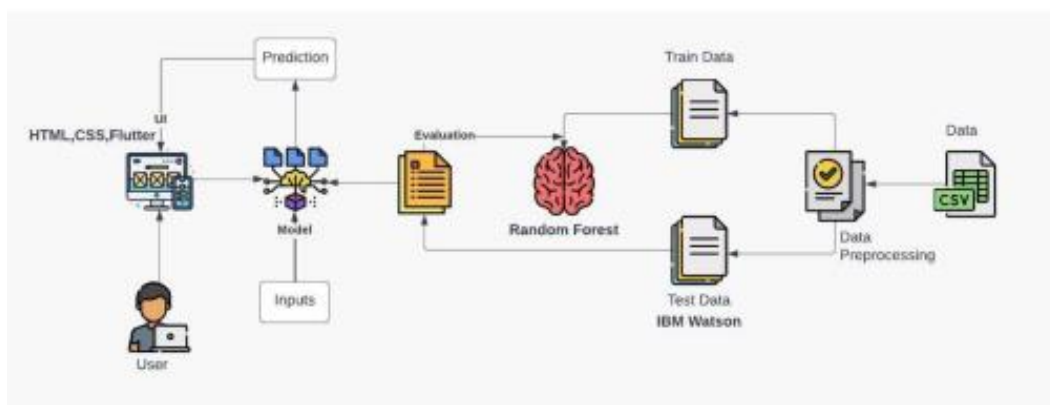 Prediction
Train Data
UI
HTML,CSS,Flutter
Evaluation
Data
CSV
Model
Random Forest
Data
Preprocessing
Inputs
Test Data
IBM Watson
User